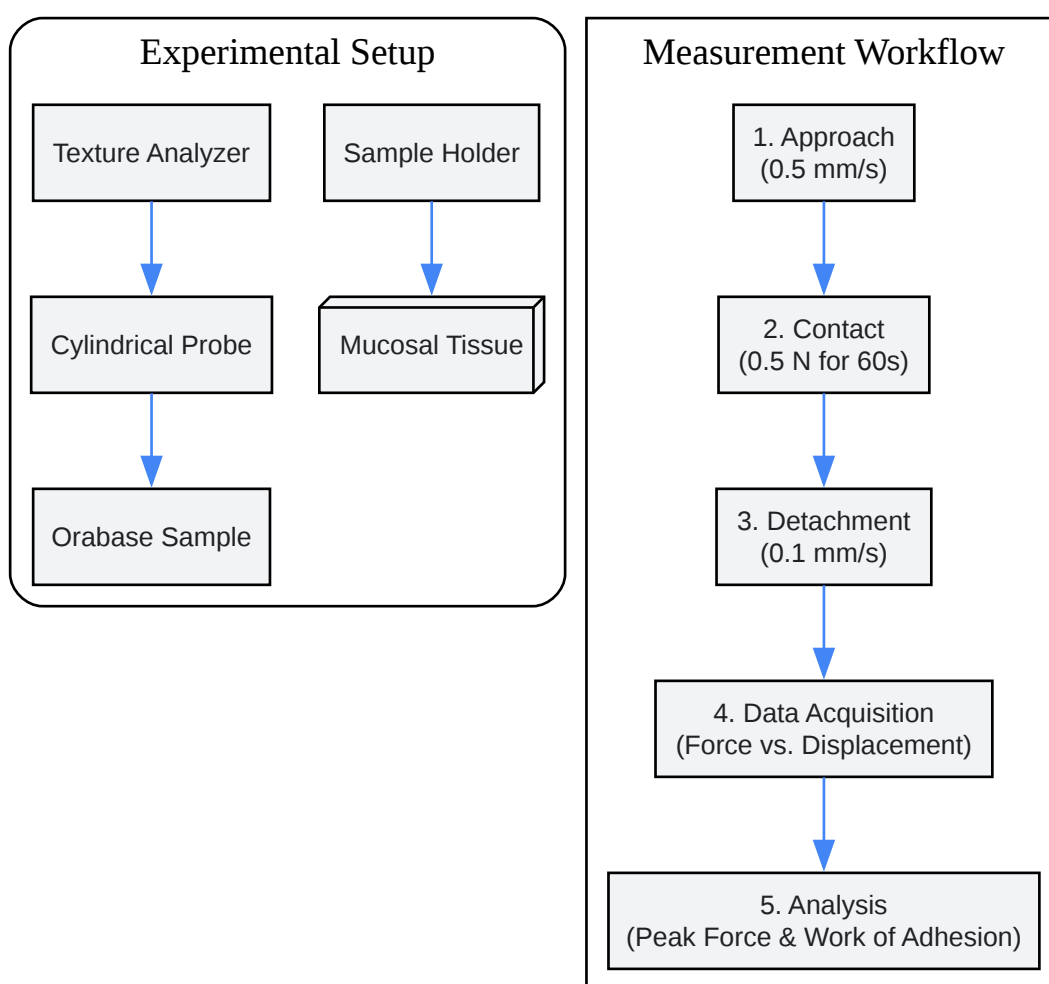 Experimental Setup
Texture Analyzer
Sample Holder
Cylindrical Probe
Mucosal Tissue
Orabase Sample
Measurement Workflow
1. Approach
(0.5 mm/s)
2. Contact
(0.5 N for 60s)
3. Detachment
(0.1 mm/s)
4. Data Acquisition
(Force vs. Displacement)
5. Analysis
(Peak Force & Work of Adhesion)